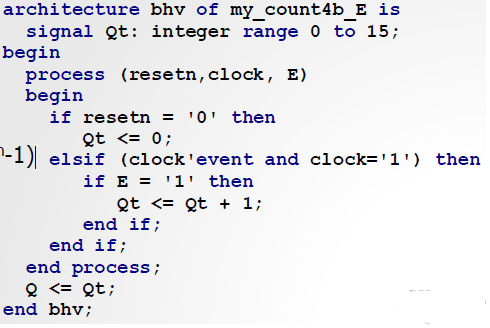 architecture bhv of my_count4b_E is
signal Qt: integer range 0 to 15;
begin
process (resetn,clock, E)
begin
if resetn = '0' then
Qt <= 0;
-1)
elsif (clock'event and clock='1') then
if E = '1' then
Qt <= Qt + 1;
end if;
end if;
end process;
Q <= Qt;
end bhv;